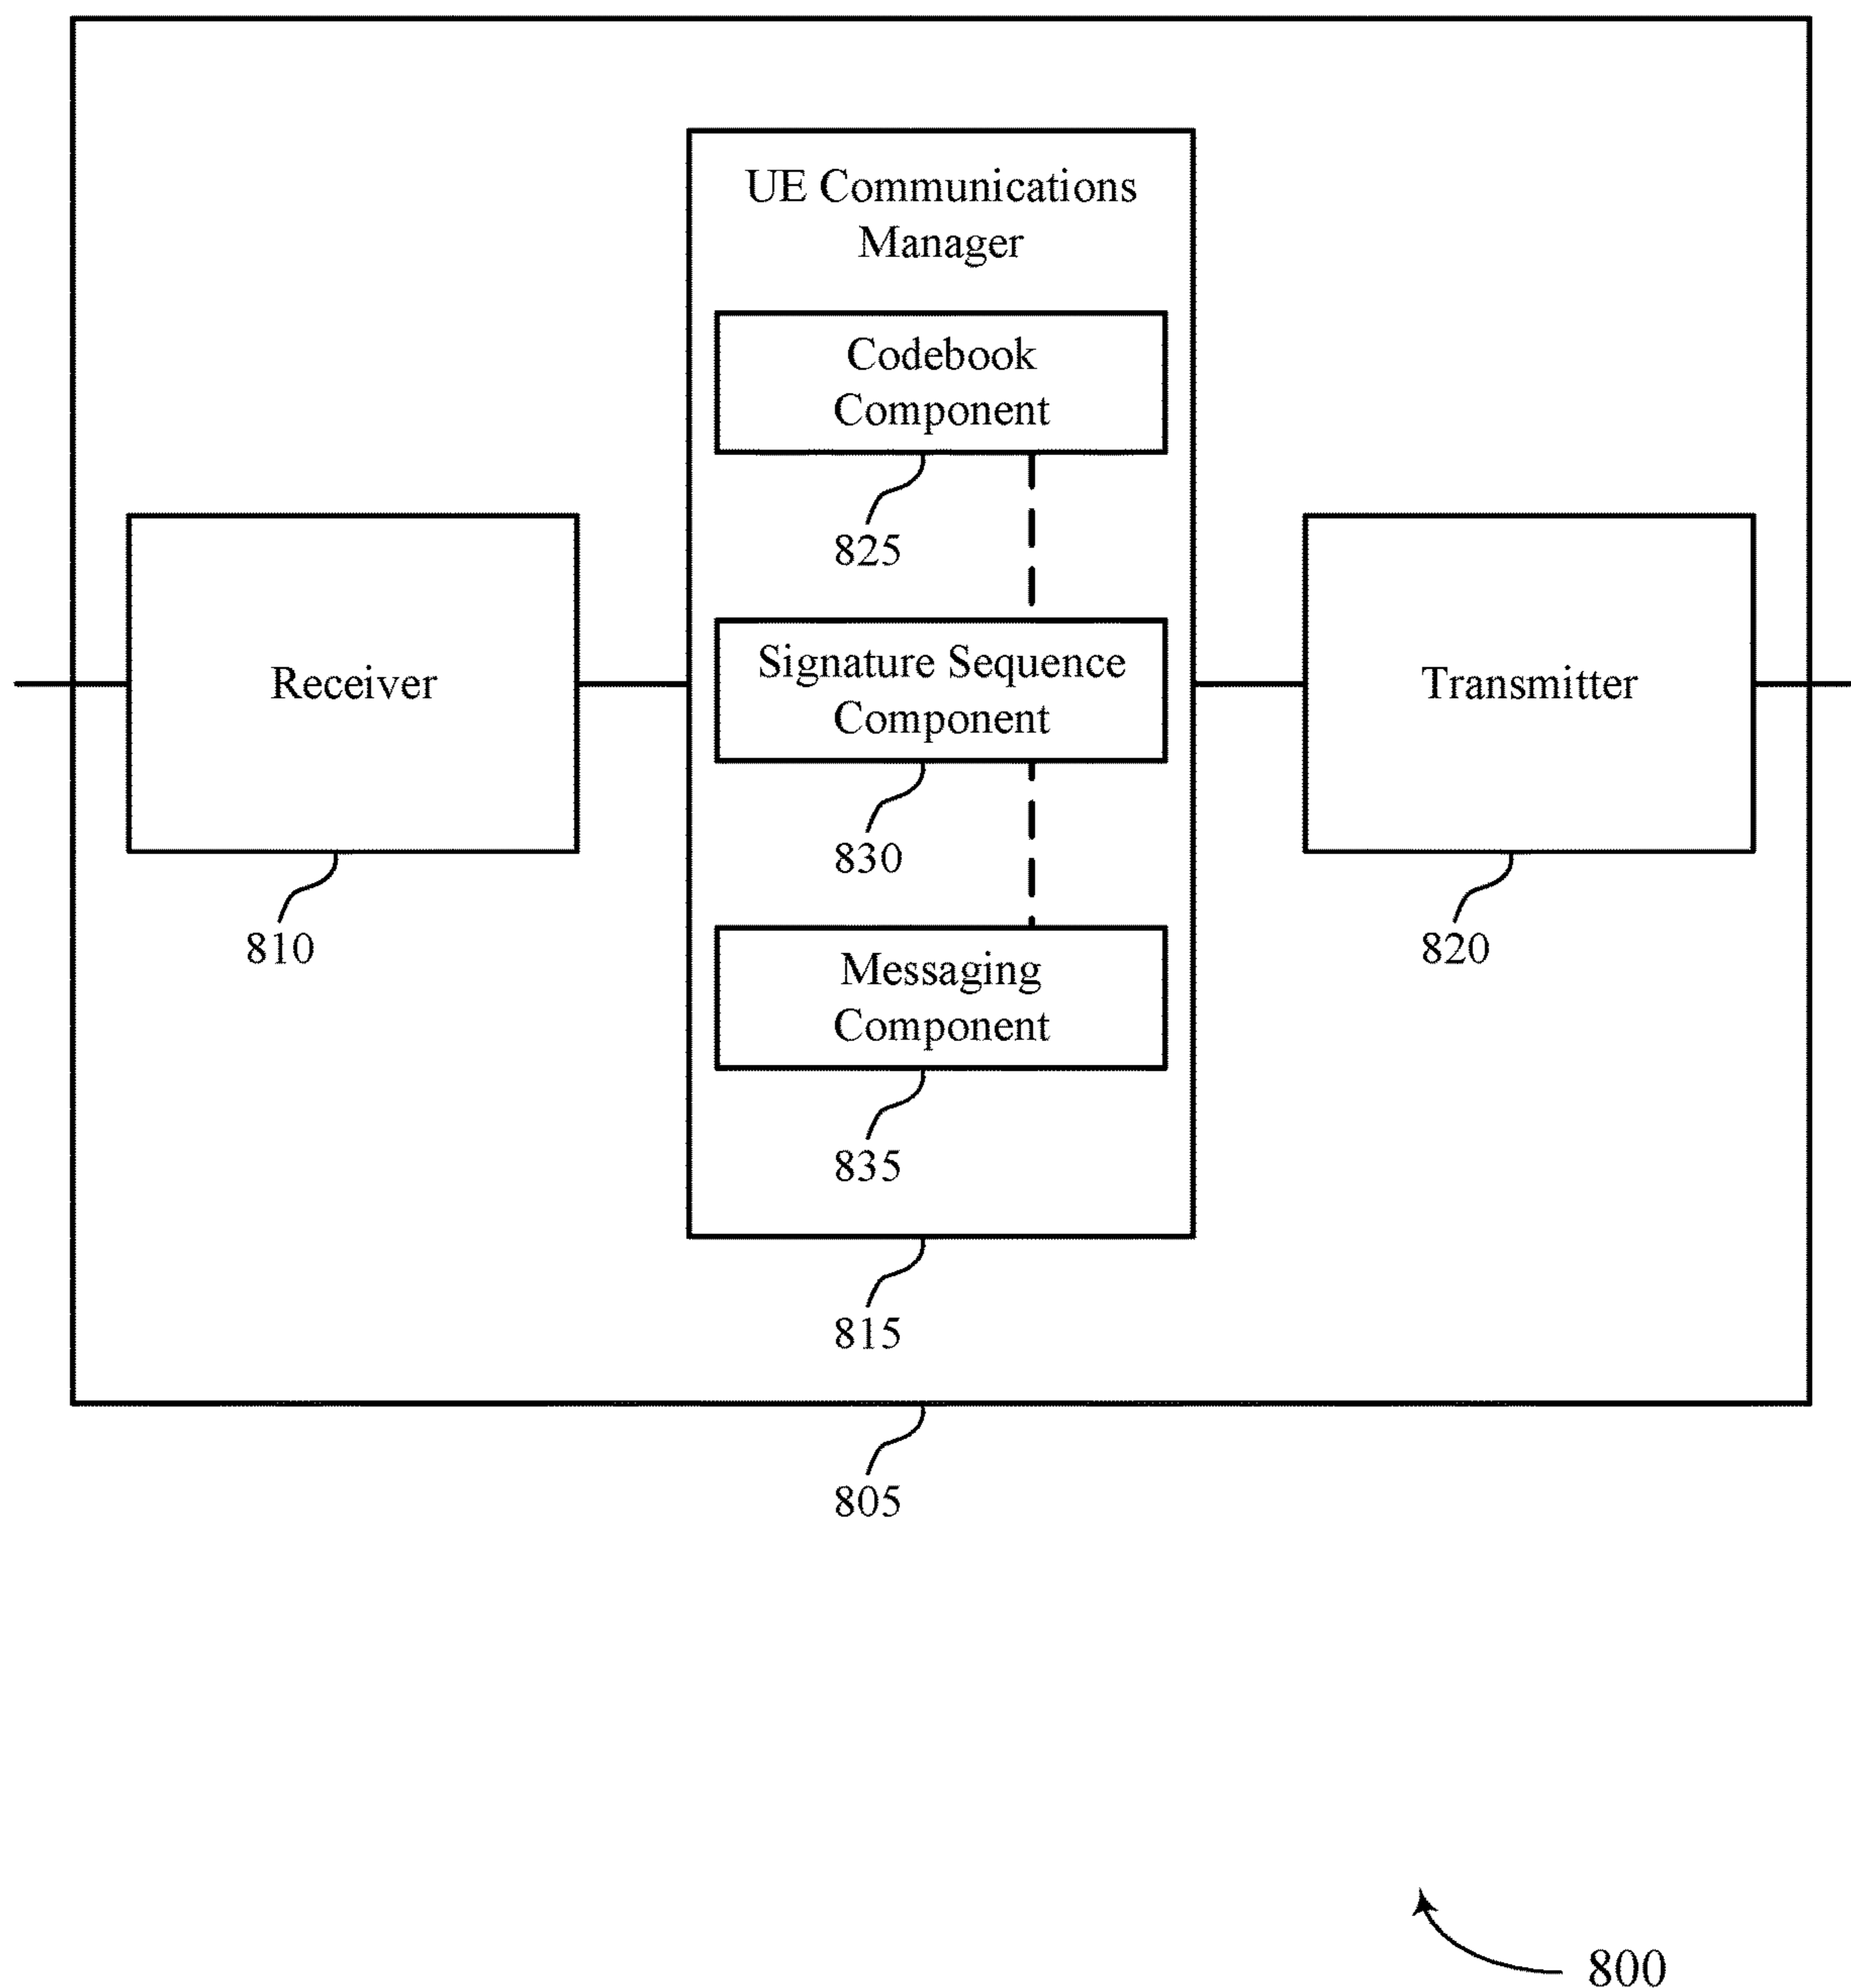 UE Communications
Manager
Codebook
Component
825
Receiver
810
Signature Sequence
Component
830
Transmitter
820
Messaging
Component
835
815
805
800